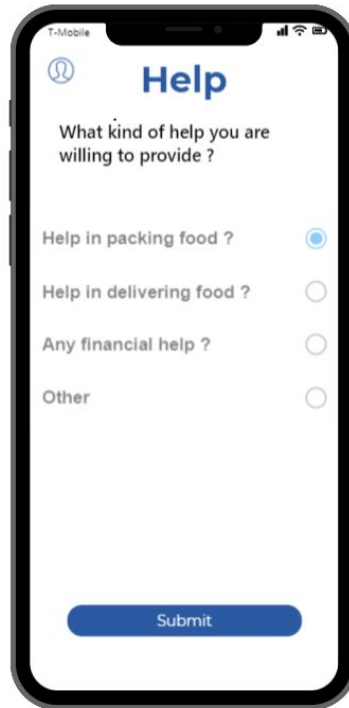 T-Mobile
Help
What kind of help you are
willing to provide ?
Help in packing food ?
Help in delivering food ?
Any financial help ?
Other
Submit